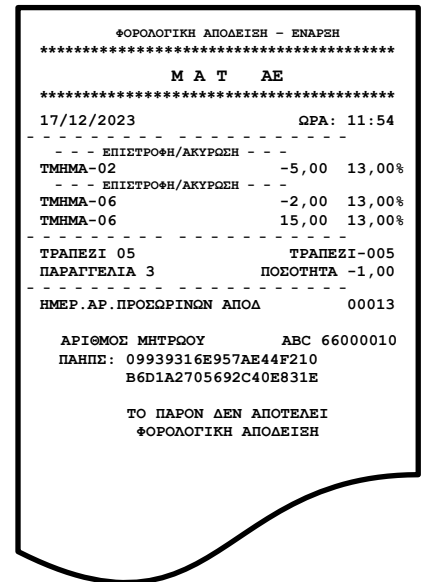 ΦΟΡΟΛΟΓΙΚΗ ΑΠΟΔΕΙΞΗ – ΕΝΑΡΞΗ
******************************************
Μ Α Τ ΑΕ
******************************************
17/12/2023 ΩΡΑ: 11:54
- - - - - - - - - - - - - - - - - - -
- - - ΕΠΙΣΤΡΟΦΗ/ΑΚΥΡΩΣΗ - - -
ΤΜΗΜΑ-02 -5,00 13,00%
- - - ΕΠΙΣΤΡΟΦΗ/ΑΚΥΡΩΣΗ - - -
ΤΜΗΜΑ-06 -2,00 13,00%
ΤΜΗΜΑ-06 15,00 13,00%
- - - - - - - - - - - - - - - - - - -
ΤΡΑΠΕΖΙ 05 ΤΡΑΠΕΖΙ-005
ΠΑΡΑΓΓΕΛΙΑ 3 ΠΟΣΟΤΗΤΑ -1,00
- - - - - - - - - - - - - - - - - - -
ΗΜΕΡ.ΑΡ.ΠΡΟΣΩΡΙΝΩΝ ΑΠΟΔ 00013
ΑΡΙΘΜΟΣ ΜΗΤΡΩΟΥ ABC 66000010
ΠΑΗΠΣ: 09939316E957AE44F210
B6D1A2705692C40E831E
ΤΟ ΠΑΡΟΝ ΔΕΝ ΑΠΟΤΕΛΕΙ
ΦΟΡΟΛΟΓΙΚΗ ΑΠΟΔΕΙΞΗ